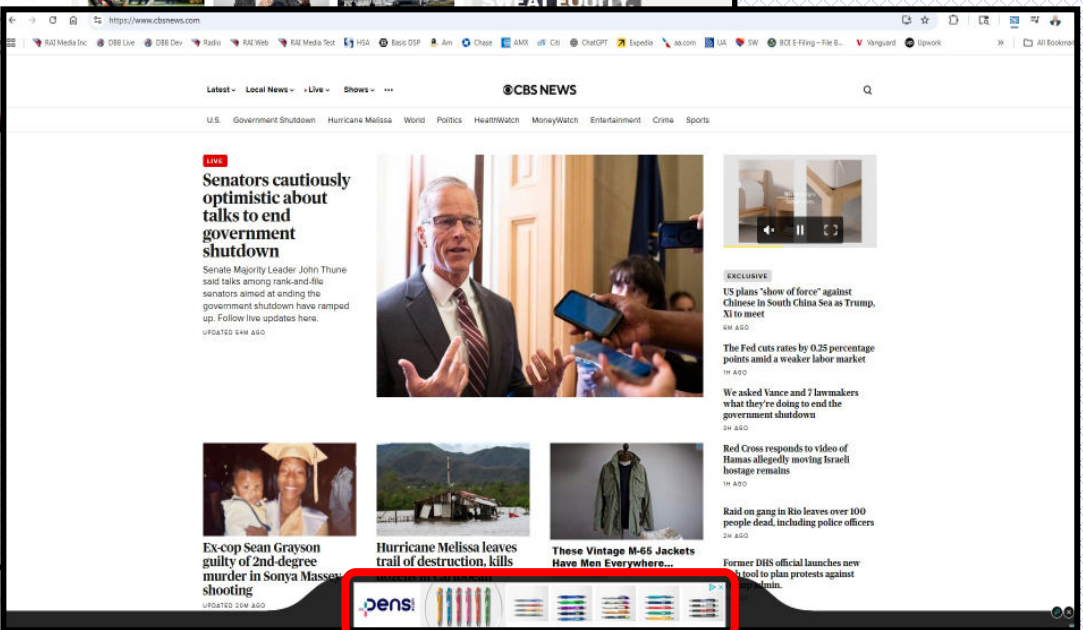 SWEAT EQUITY.
https://www.cbsnews.com
RAI Media Inc DBB Live DBB Dev Radio RAI Web RAI Media Test HSA Basis DSP Am Chase AMX Citi ChatGPT Expedia aa.com UA SW BOI E-Filing – File B... Vanguard Upwork » All Bookmar
Latest Local News Live Shows ...
CBS NEWS
U.S. Government Shutdown Hurricane Melissa World Politics HealthWatch MoneyWatch Entertainment Crime Sports
LIVE
Senators cautiously
optimistic about
talks to end
government
shutdown
Senate Majority Leader John Thune
said talks among rank-and-file
senators aimed at ending the
government shutdown have ramped
up. Follow live updates here.
UPDATED 54M AGO
EXCLUSIVE
US plans "show of force" against
Chinese in South China Sea as Trump,
Xi to meet
6M AGO
The Fed cuts rates by 0.25 percentage
points amid a weaker labor market
1H AGO
We asked Vance and 7 lawmakers
what they're doing to end the
government shutdown
2H AGO
Red Cross responds to video of
Hamas allegedly moving Israeli
hostage remains
1H AGO
Raid on gang in Rio leaves over 100
people dead, including police officers
2H AGO
Former DHS official launches new
tool to plan protests against
admin.
Ex-cop Sean Grayson
guilty of 2nd-degree
murder in Sonya Massey
shooting
UPDATED 20M AGO
Hurricane Melissa leaves
trail of destruction, kills
dozens in Caribbean
These Vintage M-65 Jackets
Have Men Everywhere...
pens.com